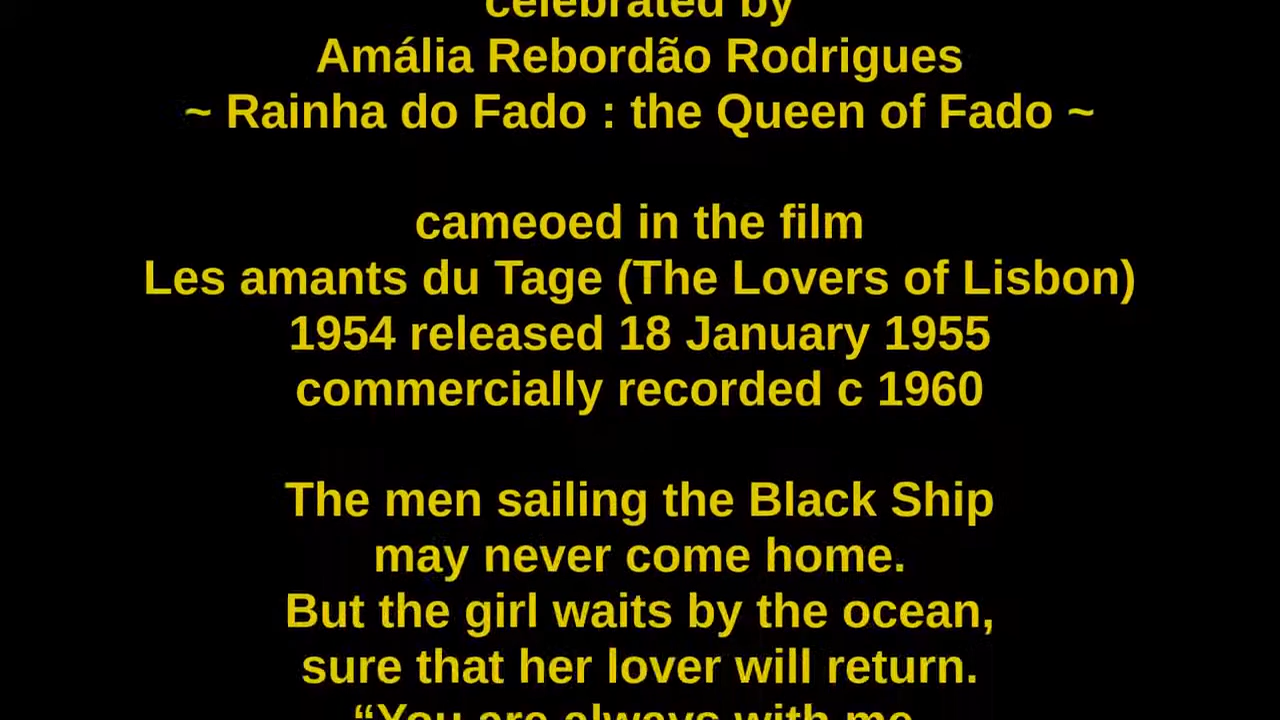 celebrated by
Amália Rebordão Rodrigues
~ Rainha do Fado : the Queen of Fado ~
cameoed in the film
Les amants du Tage (The Lovers of Lisbon)
1954 released 18 January 1955
commercially recorded c 1960
The men sailing the Black Ship
may never come home.
But the girl waits by the ocean,
sure that her lover will return.
“You are always with me